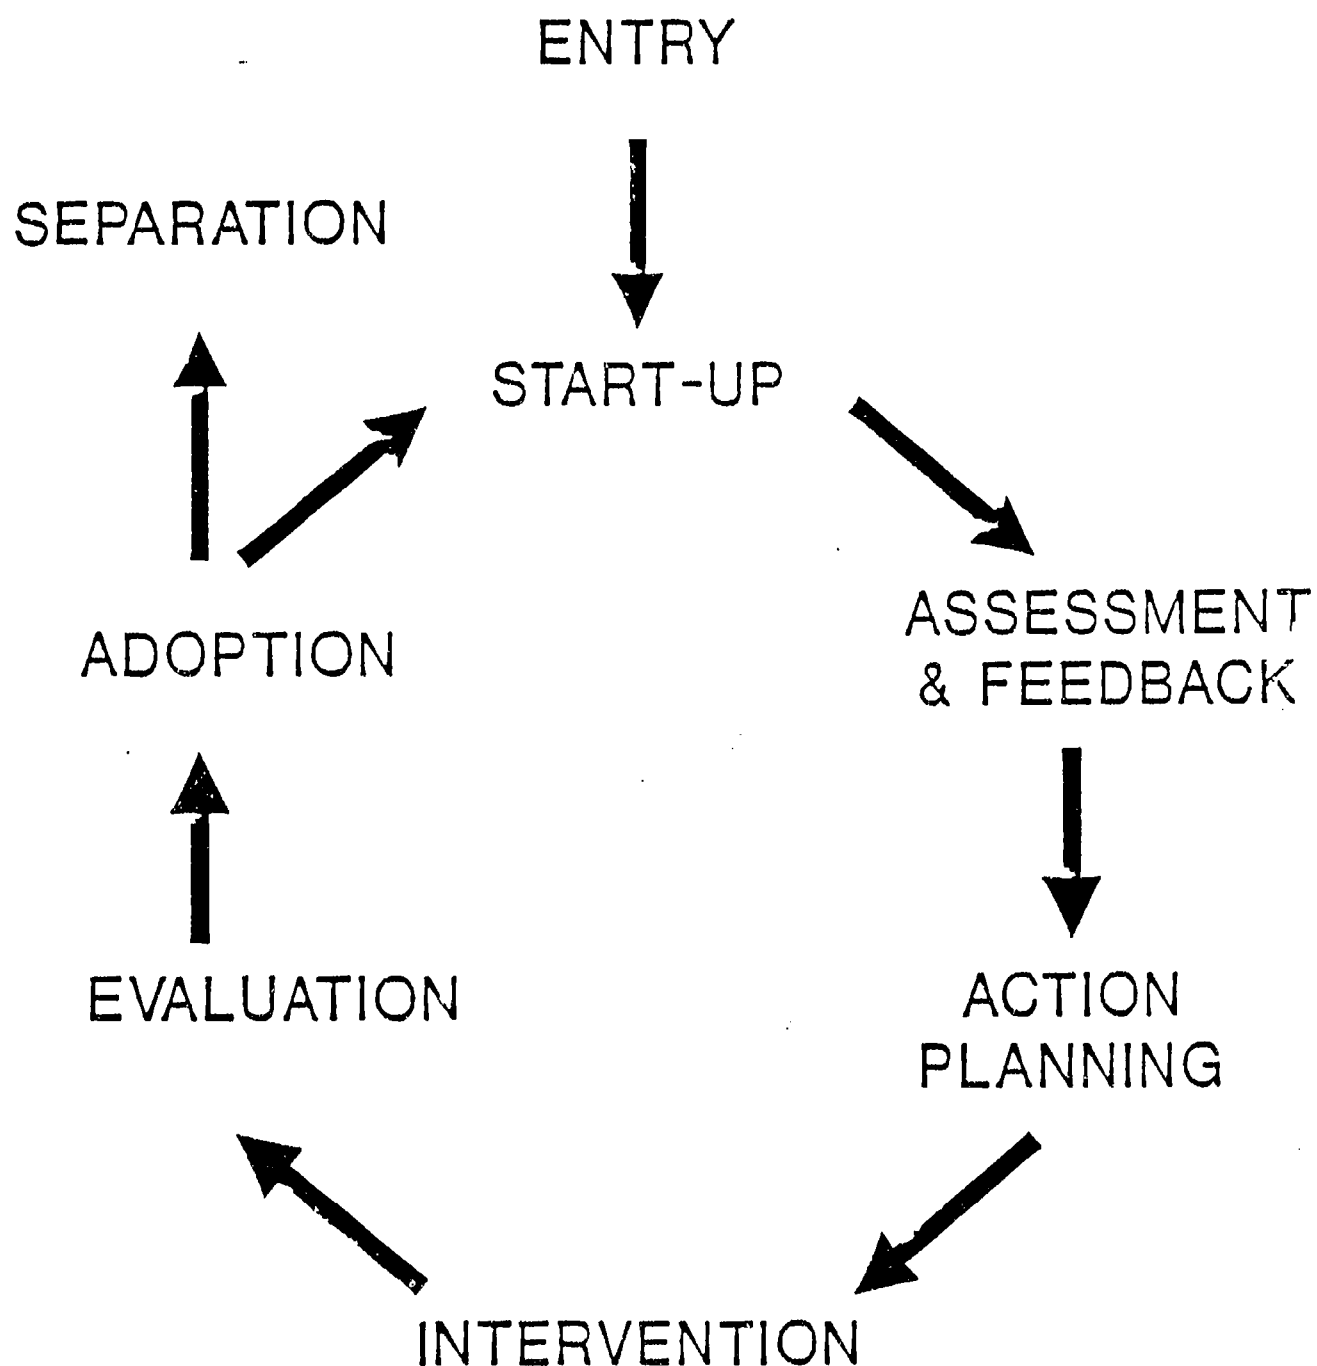 ENTRY
SEPARATION
START-UP
ASSESSMENT
& FEEDBACK
ADOPTION
ACTION
PLANNING
EVALUATION
INTERVENTION